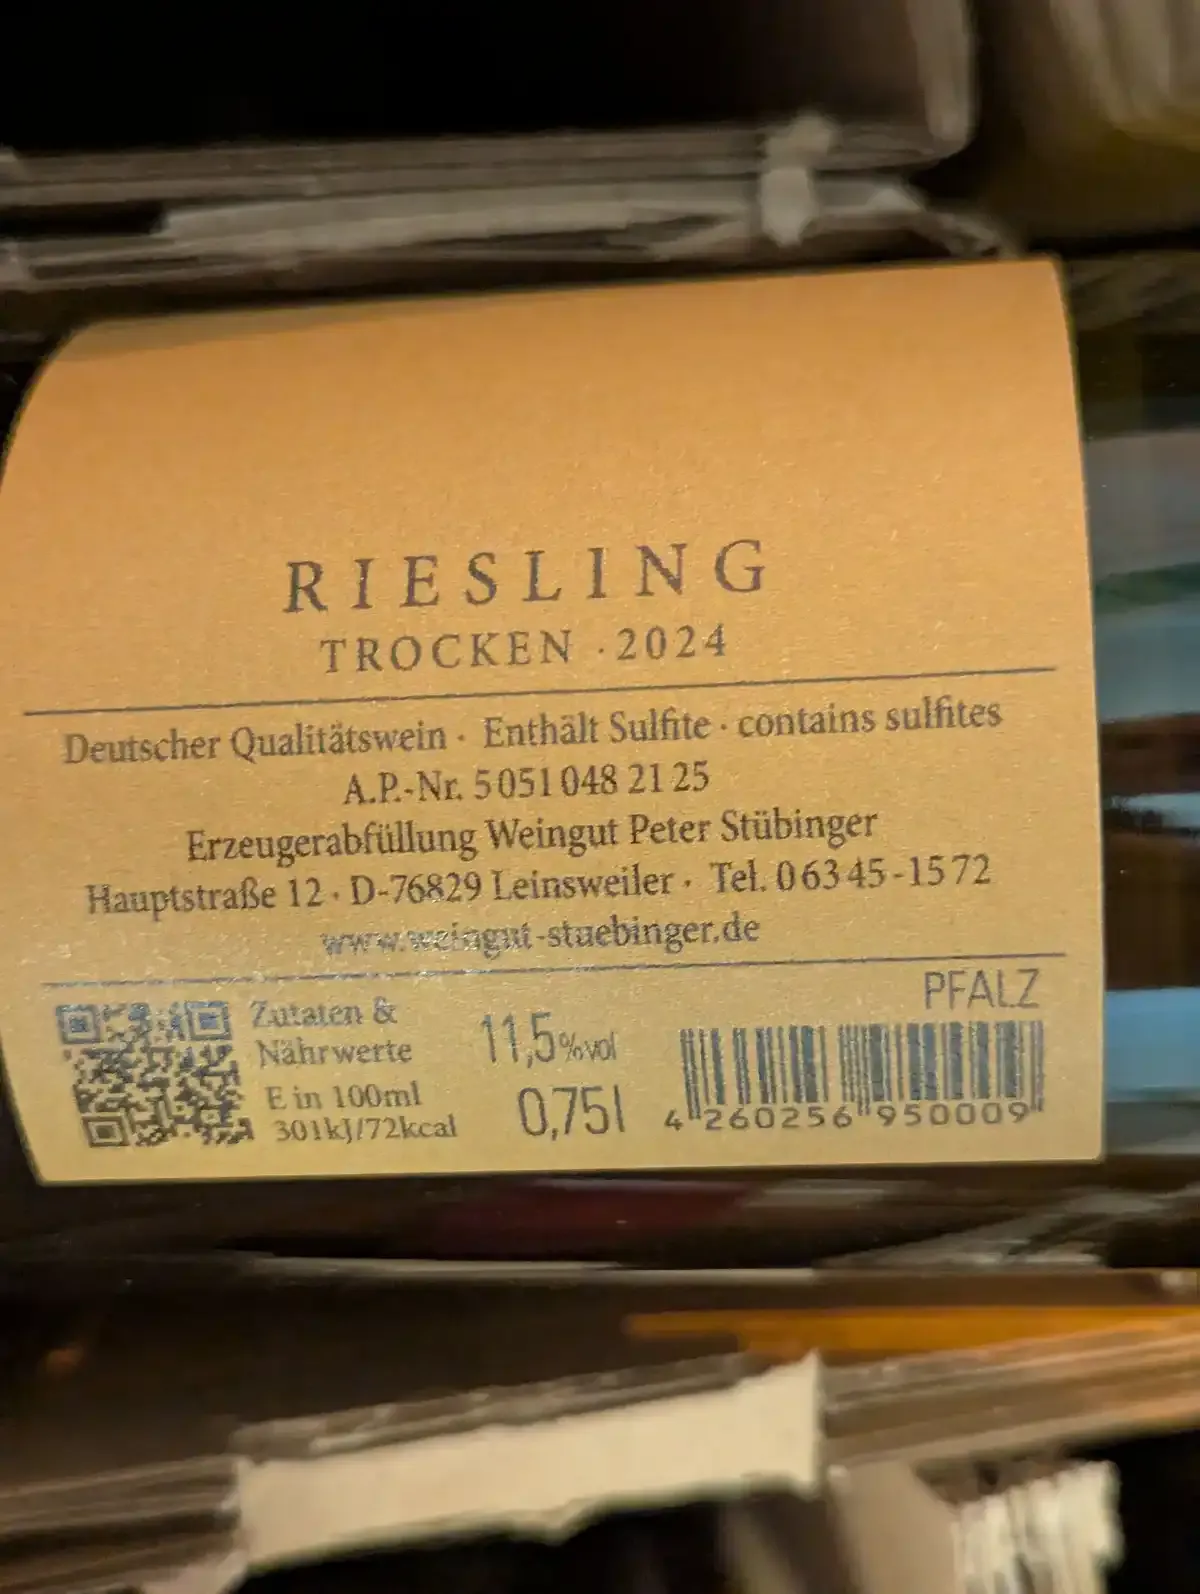 RIESLING
TROCKEN · 2024
Deutscher Qualitätswein · Enthält Sulfite · contains sulfites
A.P.-Nr. 5 051 048 21 25
Erzeugerabfüllung Weingut Peter Stübinger
Hauptstraße 12 · D-76829 Leinsweiler · Tel. 0 63 45 - 15 72
www.weingut-stuebinger.de
PFALZ
Zutaten &
Nährwerte
E in 100ml
301kJ/72kcal
11,5%vol
0,75l
4 260256 950009